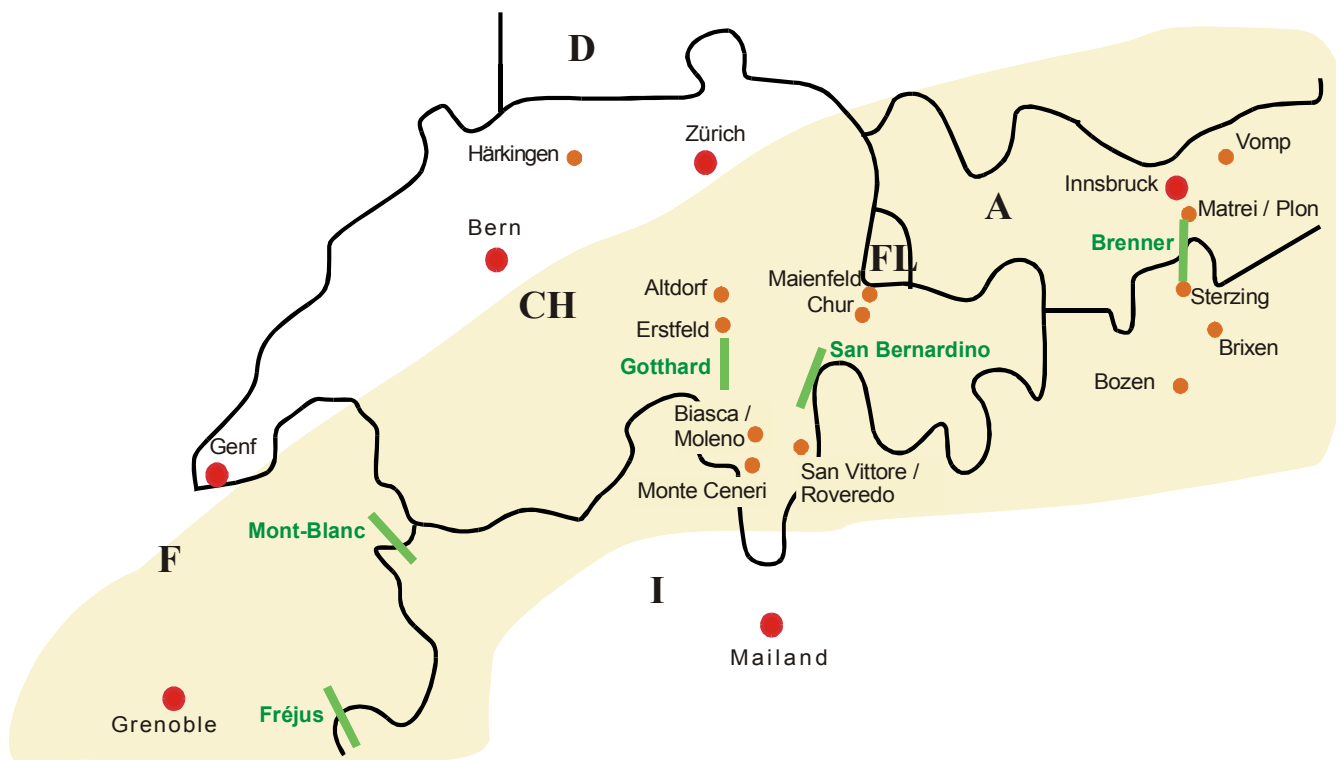 D
Zürich
Härkingen
Vomp
Innsbruck
A
Matrei / Plon
Bern
Brenner
FL
CH
Altdorf
Maienfeld
Chur
Sterzing
Erstfeld
San Bernardino
Brixen
Gotthard
Bozen
Biasca /
Moleno
Genf
San Vittore /
Roveredo
Monte Ceneri
Mont-Blanc
F
I
Mailand
Fréjus
Grenoble